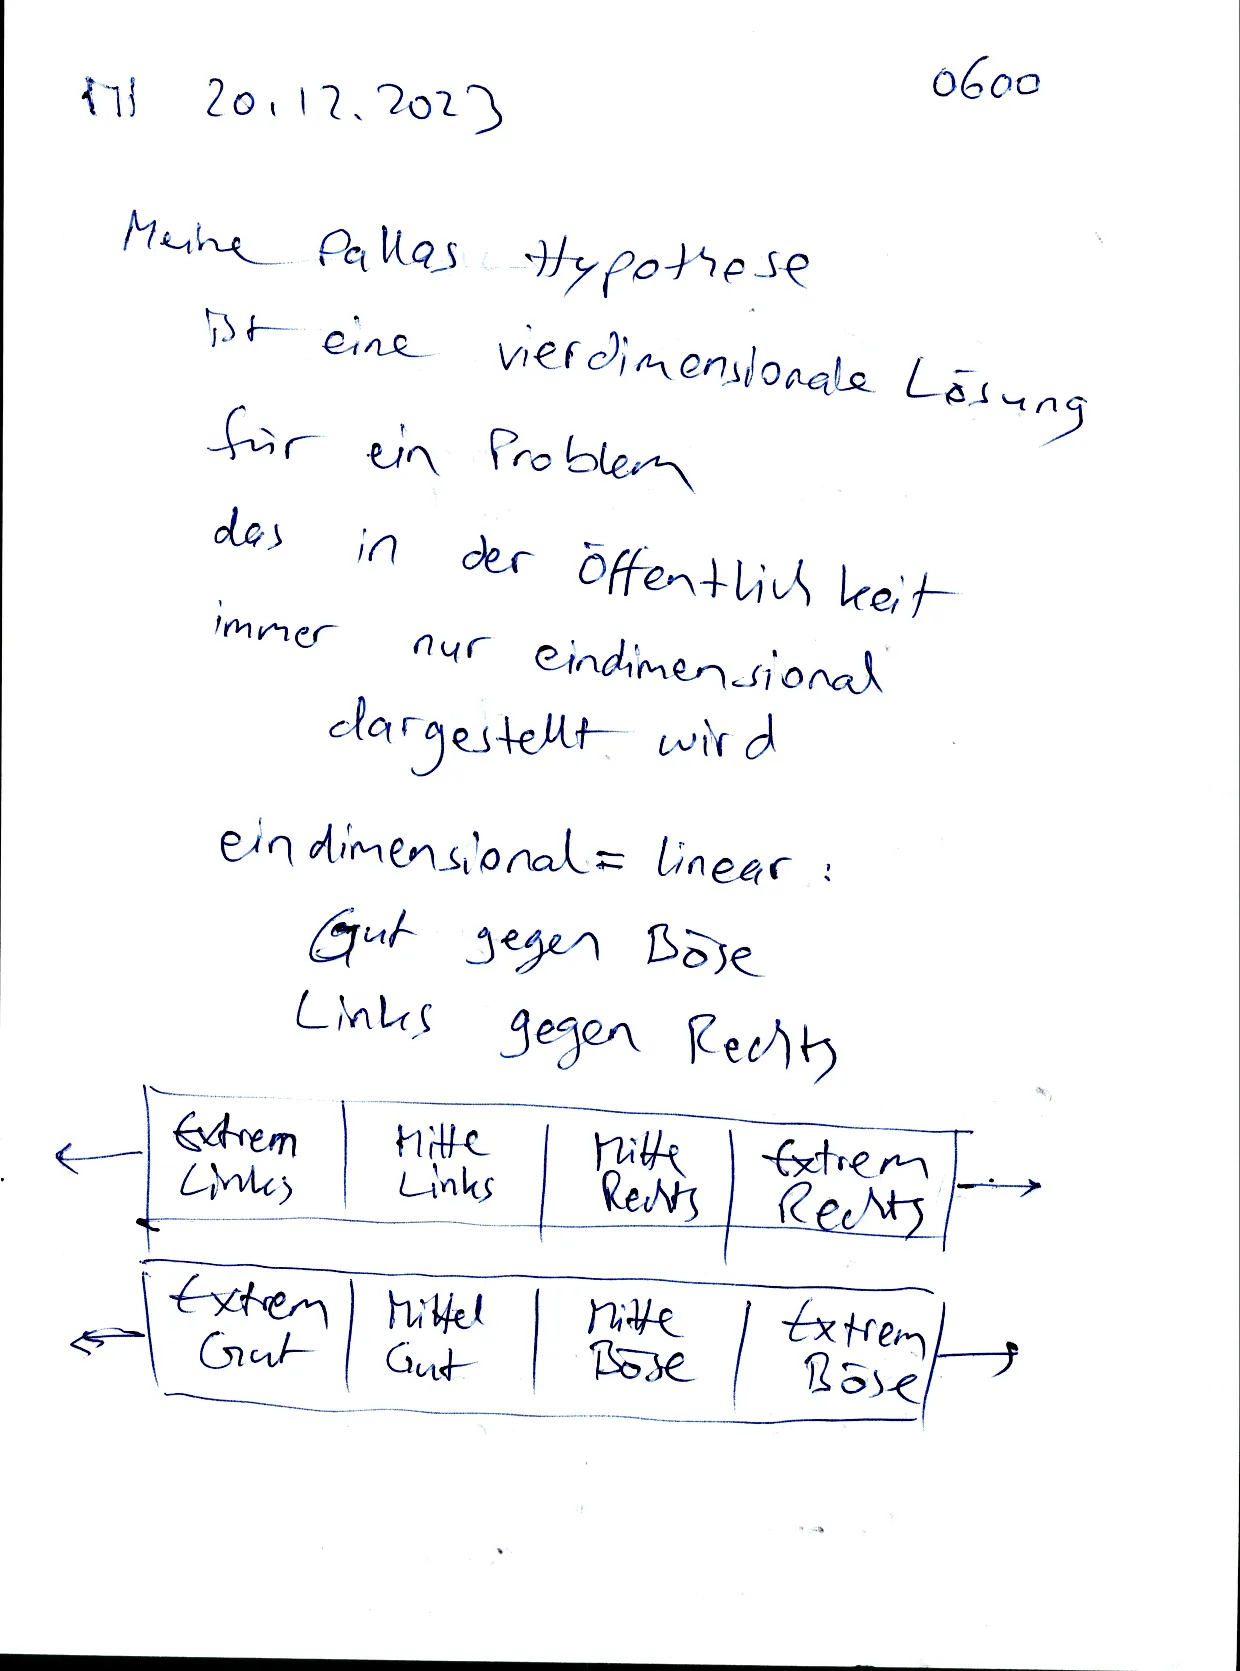 20.12.2023 0600
Meine Pallas Hypothese
ist eine vierdimensionale Lösung
für ein Problem
das in der öffentlichkeit
immer nur eindimensional
dargestellt wird
eindimensional = linear :
Gut gegen Böse
Links gegen Rechts
Extrem Links
Mitte Links
Mitte Rechts
Extrem Rechts
Extrem Gut
Mittel Gut
Mitte Böse
Extrem Böse